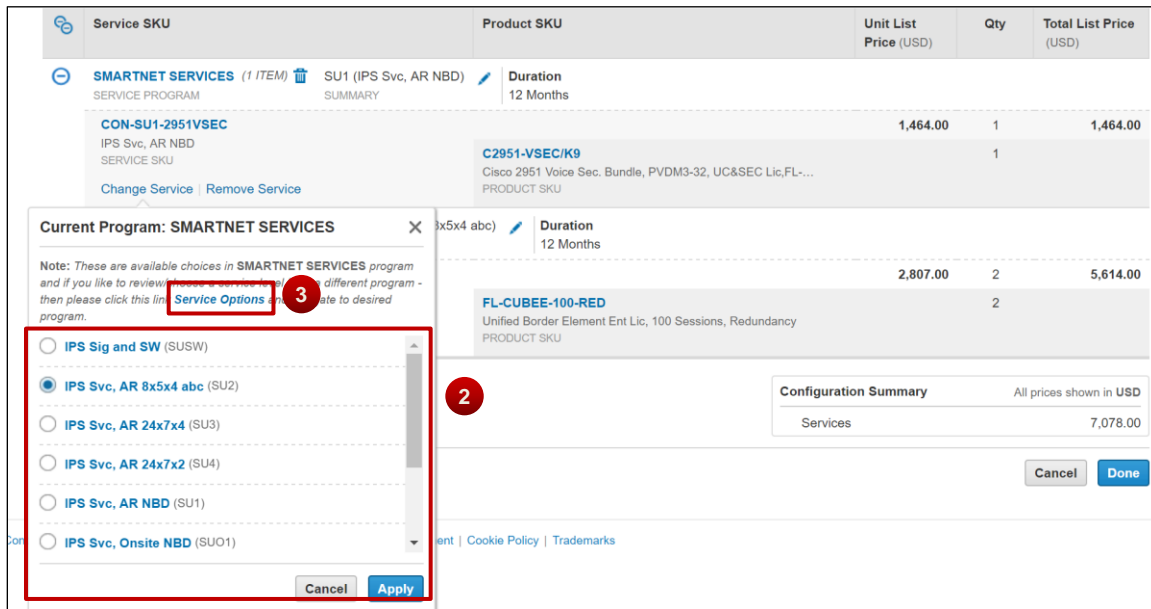 Service SKU
Product SKU
Unit List
Price (USD)
Qty
Total List Price
(USD)
SMARTNET SERVICES (1 ITEM)
SERVICE PROGRAM
SU1 (IPS Svc, AR NBD)
SUMMARY
Duration
12 Months
CON-SU1-2951VSEC
IPS Svc, AR NBD
SERVICE SKU
1,464.00
1
1,464.00
C2951-VSEC/K9
Cisco 2951 Voice Sec. Bundle, PVDM3-32, UC&SEC Lic,FL-...
PRODUCT SKU
1
Change Service | Remove Service
Current Program: SMARTNET SERVICES
Note: These are available choices in SMARTNET SERVICES program
and if you like to review/ different program -
then please click this Service Options to desired
program.
3
IPS Sig and SW (SUSW)
IPS Svc, AR 8x5x4 abc (SU2)
IPS Svc, AR 24x7x4 (SU3)
IPS Svc, AR 24x7x2 (SU4)
IPS Svc, AR NBD (SU1)
IPS Svc, Onsite NBD (SUO1)
Cancel
Apply
2
8x5x4 abc)
Duration
12 Months
2,807.00
2
5,614.00
FL-CUBEE-100-RED
Unified Border Element Ent Lic, 100 Sessions, Redundancy
PRODUCT SKU
2
Configuration Summary
All prices shown in USD
Services
7,078.00
Cancel
Done
Con
ent | Cookie Policy | Trademarks